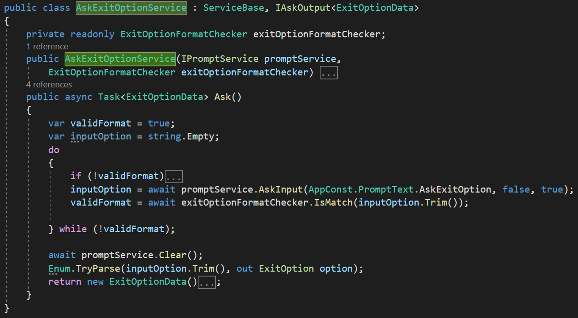 public class AskExitOptionService : ServiceBase, IAskOutput<ExitOptionData>
{
private readonly ExitOptionFormatChecker exitOptionFormatChecker;
1 reference
public AskExitOptionService(IPromptService promptService,
ExitOptionFormatChecker exitOptionFormatChecker) ...
4 references
public async Task<ExitOptionData> Ask()
{
var validFormat = true;
var inputOption = string.Empty;
do
{
if (!validFormat)...
inputOption = await promptService.AskInput(AppConst.PromptText.AskExitOption, false, true);
validFormat = await exitOptionFormatChecker.IsMatch(inputOption.Trim());
} while (!validFormat);
await promptService.Clear();
Enum.TryParse(inputOption.Trim(), out ExitOption option);
return new ExitOptionData()...;
}
}